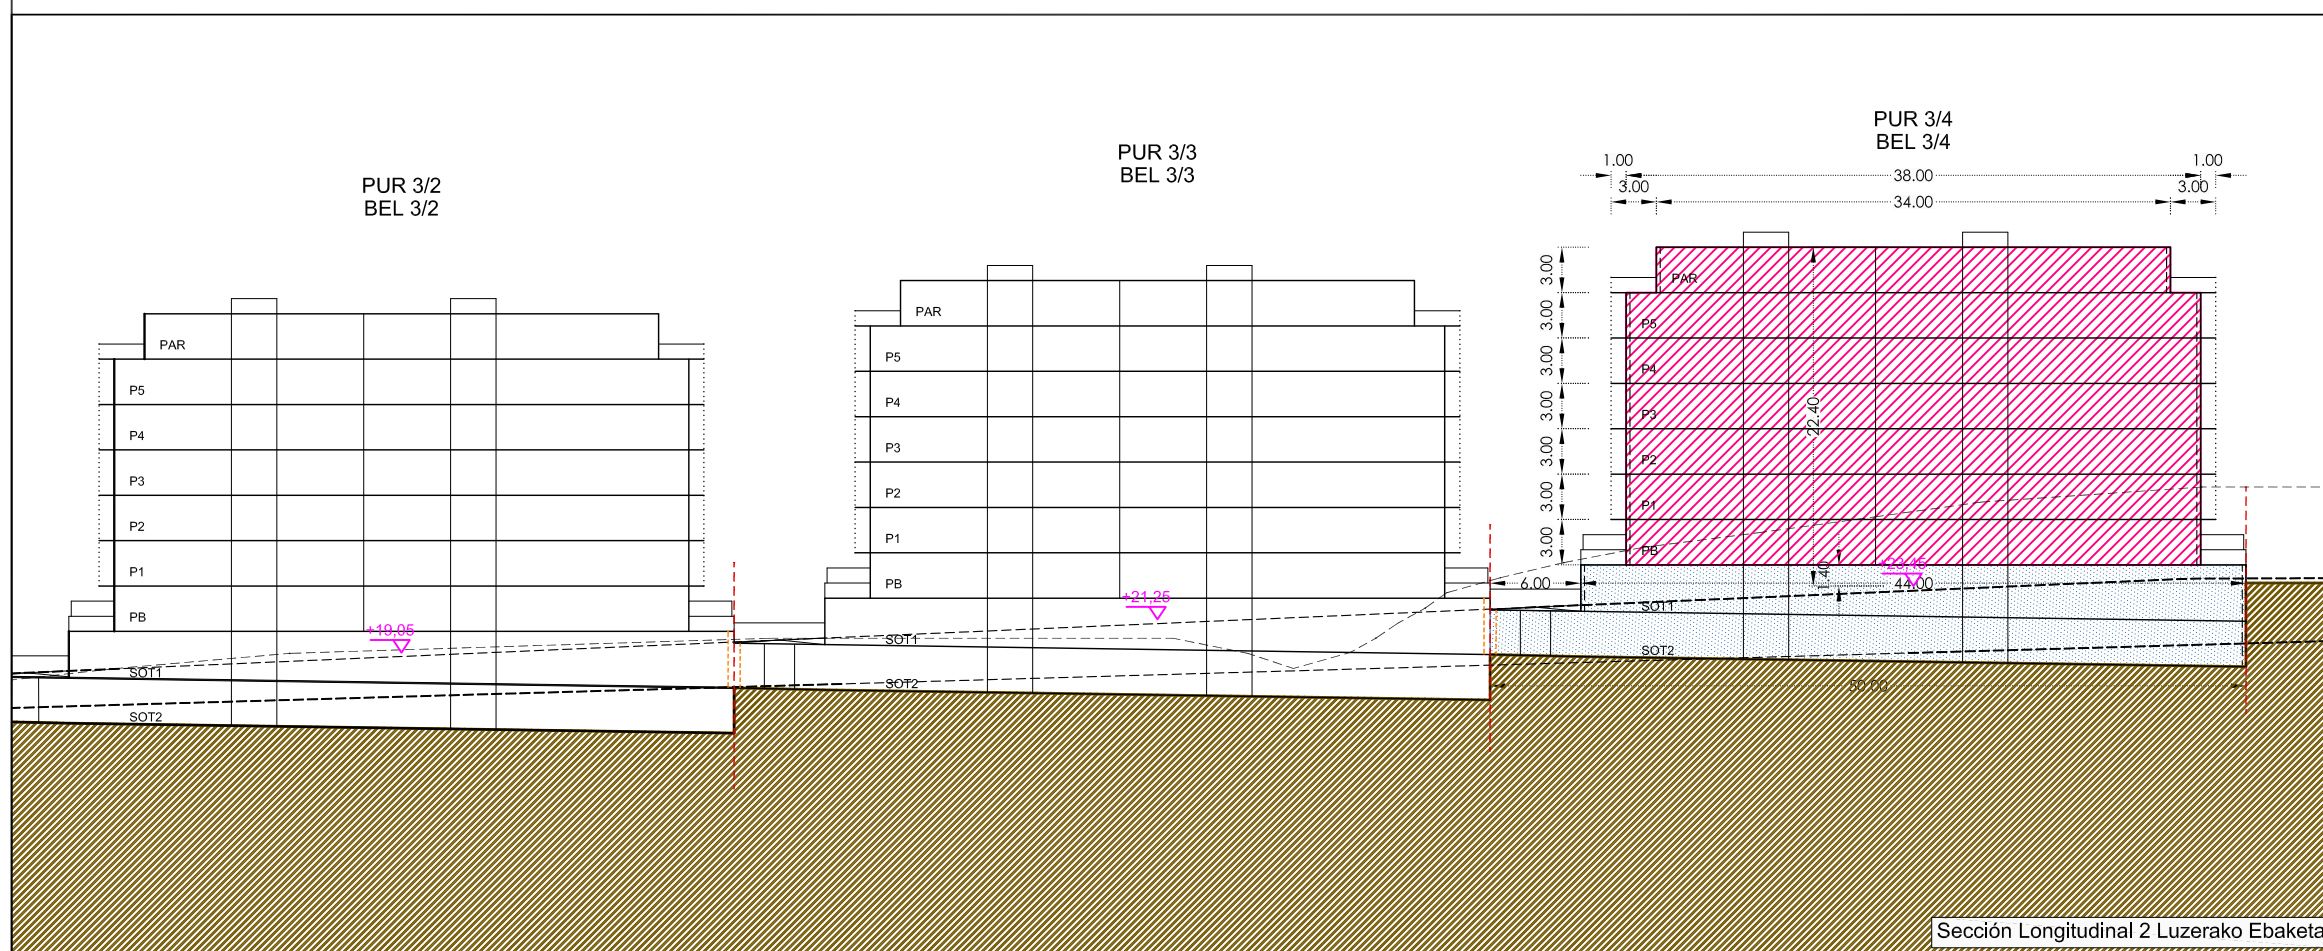 PUR 3/2
BEL 3/2
PAR
P5
P4
P3
P2
P1
PB
+19,05
SOT1
SOT2
PUR 3/3
BEL 3/3
PAR
P5
P4
P3
P2
P1
PB
+21,25
SOT1
SOT2
PUR 3/4
BEL 3/4
1.00
38.00
1.00
3.00
34.00
3.00
3.00
3.00
3.00
3.00
3.00
3.00
3.00
22.40
PAR
P5
P4
P3
P2
P1
PB
1.40
+23,45
6.00
44.00
SOT1
SOT2
50.00
Sección Longitudinal 2 Luzerako Ebaketa